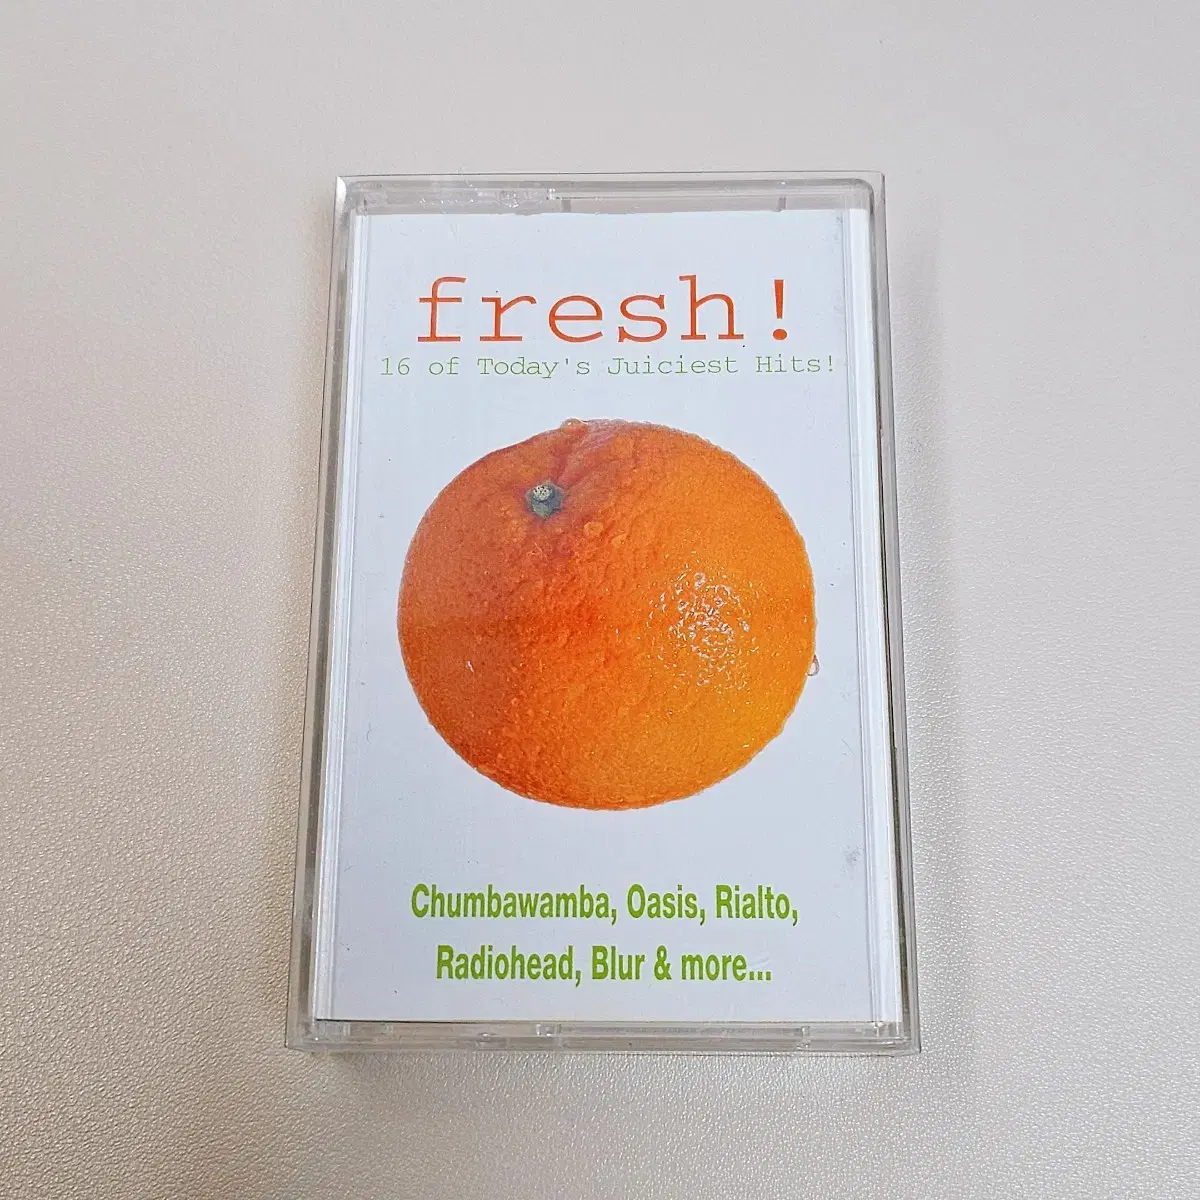 fresh!
16 of Today's Juiciest Hits!
Chumbawamba, Oasis, Rialto,
Radiohead, Blur & more...